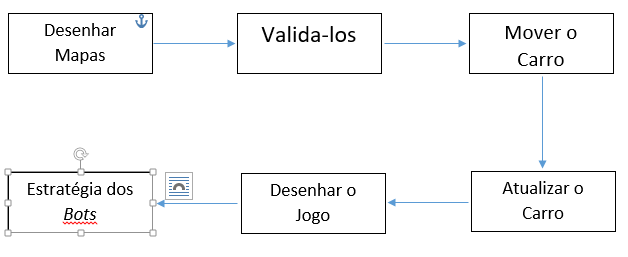 Desenhar
Mapas
Valida-los
Mover o
Carro
Atualizar o
Carro
Desenhar o
Jogo
Estratégia dos
Bots